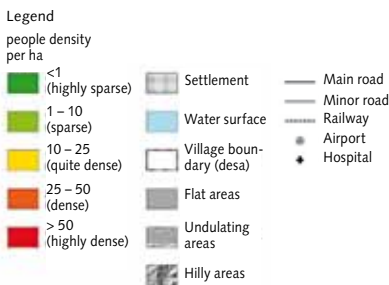 Legend
people density
per ha
<1
(highly sparse)
1 – 10
(sparse)
10 – 25
(quite dense)
25 – 50
(dense)
> 50
(highly dense)
Settlement
Water surface
Village boun-
dary (desa)
Flat areas
Undulating
areas
Hilly areas
Main road
Minor road
Railway
Airport
Hospital